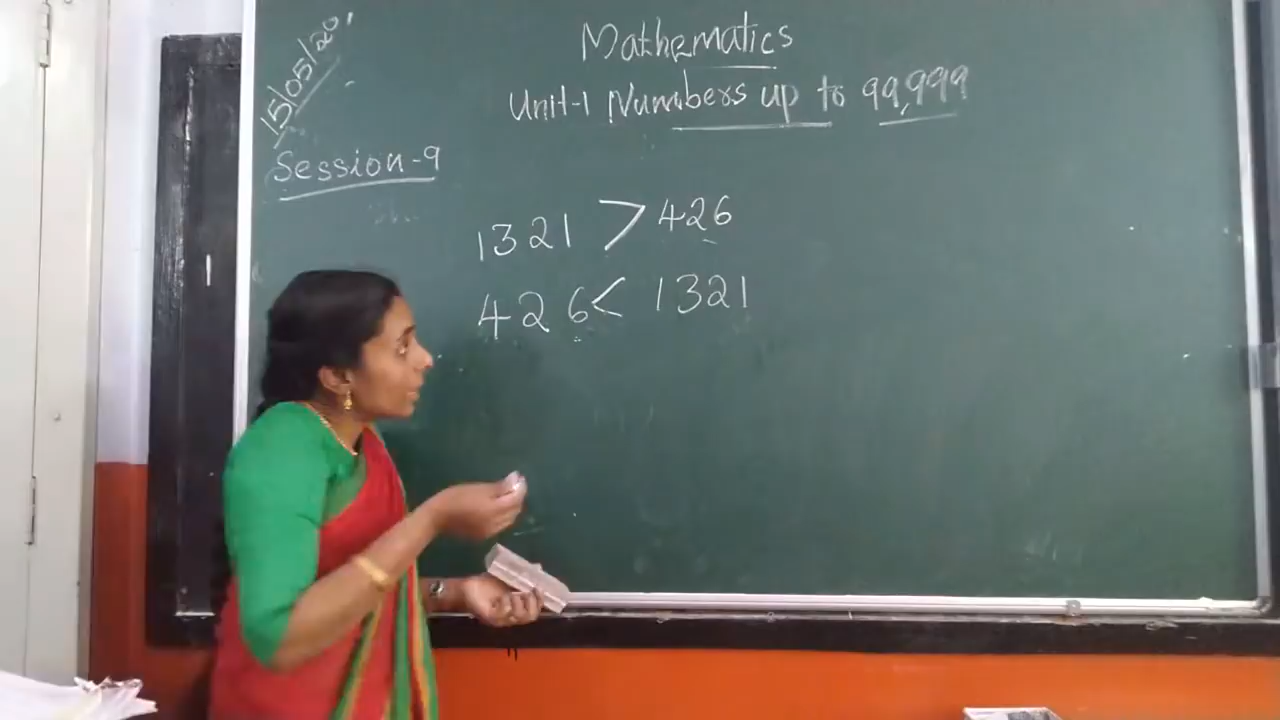 15/05/20
Mathematics
Unit-1 Numbers up to 99,999
Session-9
1321 > 426
426 < 1321